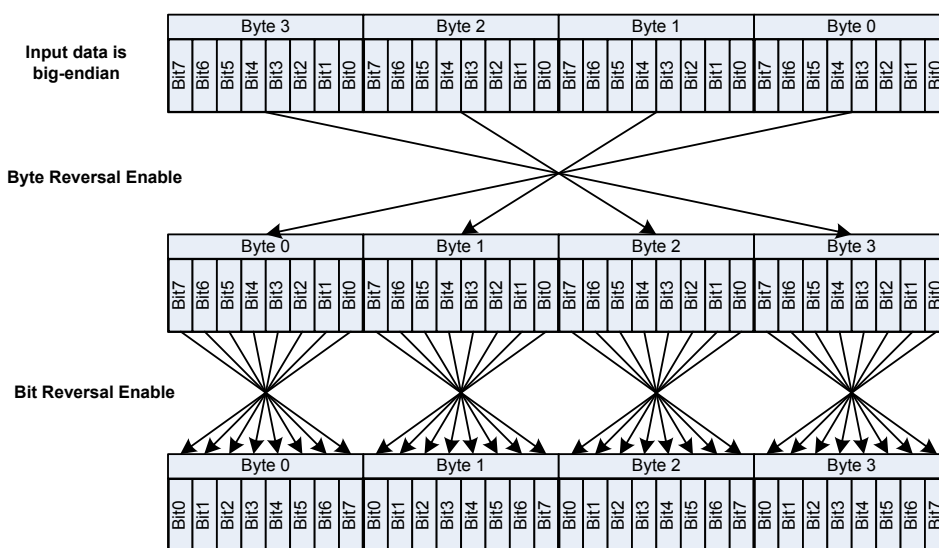 Byte 3 Byte 2 Byte 1 Byte 0
Input data is
big-endian
Bit7 Bit6 Bit5 Bit4 Bit3 Bit2 Bit1 Bit0 Bit7 Bit6 Bit5 Bit4 Bit3 Bit2 Bit1 Bit0 Bit7 Bit6 Bit5 Bit4 Bit3 Bit2 Bit1 Bit0 Bit7 Bit6 Bit5 Bit4 Bit3 Bit2 Bit1 Bit0
Byte Reversal Enable
Byte 0 Byte 1 Byte 2 Byte 3
Bit7 Bit6 Bit5 Bit4 Bit3 Bit2 Bit1 Bit0 Bit7 Bit6 Bit5 Bit4 Bit3 Bit2 Bit1 Bit0 Bit7 Bit6 Bit5 Bit4 Bit3 Bit2 Bit1 Bit0 Bit7 Bit6 Bit5 Bit4 Bit3 Bit2 Bit1 Bit0
Bit Reversal Enable
Byte 0 Byte 1 Byte 2 Byte 3
Bit0 Bit1 Bit2 Bit3 Bit4 Bit5 Bit6 Bit7 Bit0 Bit1 Bit2 Bit3 Bit4 Bit5 Bit6 Bit7 Bit0 Bit1 Bit2 Bit3 Bit4 Bit5 Bit6 Bit7 Bit0 Bit1 Bit2 Bit3 Bit4 Bit5 Bit6 Bit7